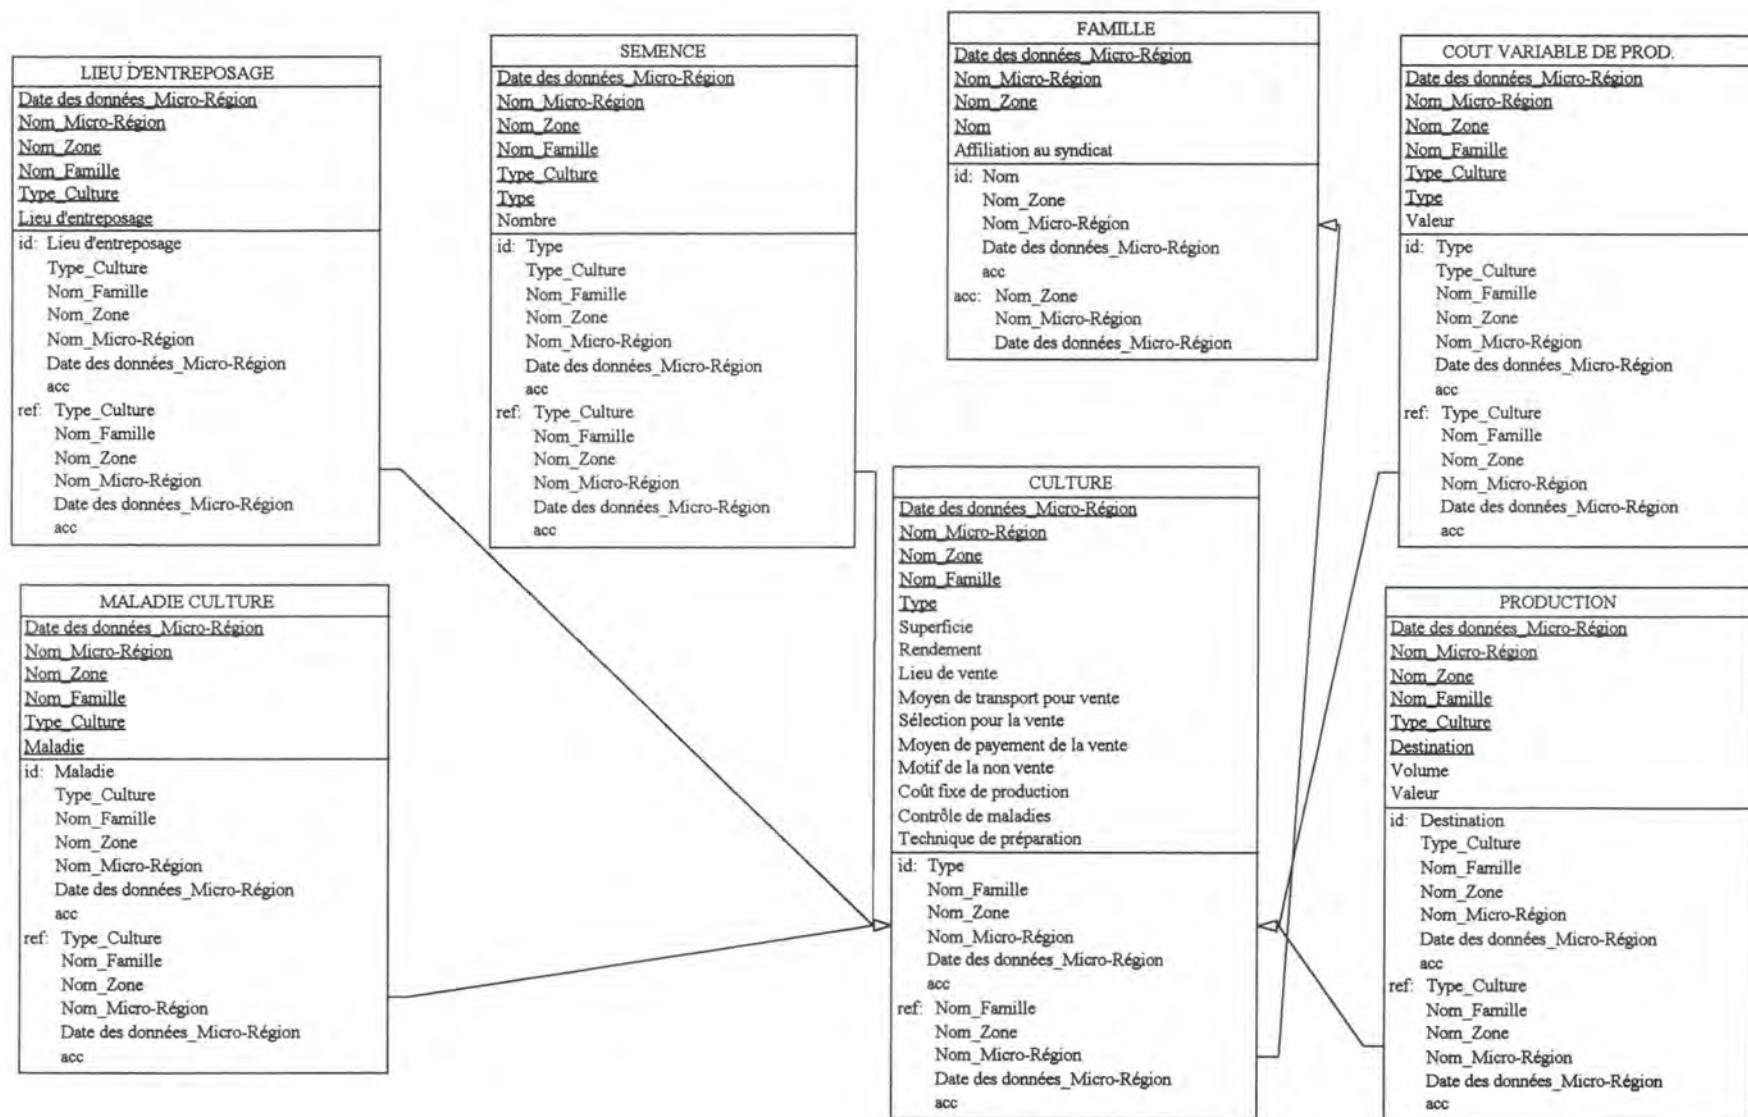 LIEU D'ENTREPOSAGE
Date des données_Micro-Région
Nom_Micro-Région
Nom_Zone
Nom_Famille
Type_Culture
Lieu d'entreposage
id: Lieu d'entreposage
Type_Culture
Nom_Famille
Nom_Zone
Nom_Micro-Région
Date des données_Micro-Région
acc
ref: Type_Culture
Nom_Famille
Nom_Zone
Nom_Micro-Région
Date des données_Micro-Région
acc
SEMENCE
Date des données_Micro-Région
Nom_Micro-Région
Nom_Zone
Nom_Famille
Type_Culture
Type
Nombre
id: Type
Type_Culture
Nom_Famille
Nom_Zone
Nom_Micro-Région
Date des données_Micro-Région
acc
ref: Type_Culture
Nom_Famille
Nom_Zone
Nom_Micro-Région
Date des données_Micro-Région
acc
FAMILLE
Date des données_Micro-Région
Nom_Micro-Région
Nom_Zone
Nom
Affiliation au syndicat
id: Nom
Nom_Zone
Nom_Micro-Région
Date des données_Micro-Région
acc
acc: Nom_Zone
Nom_Micro-Région
Date des données_Micro-Région
COUT VARIABLE DE PROD.
Date des données_Micro-Région
Nom_Micro-Région
Nom_Zone
Nom_Famille
Type_Culture
Type
Valeur
id: Type
Type_Culture
Nom_Famille
Nom_Zone
Nom_Micro-Région
Date des données_Micro-Région
acc
ref: Type_Culture
Nom_Famille
Nom_Zone
Nom_Micro-Région
Date des données_Micro-Région
acc
MALADIE CULTURE
Date des données_Micro-Région
Nom_Micro-Région
Nom_Zone
Nom_Famille
Type_Culture
Maladie
id: Maladie
Type_Culture
Nom_Famille
Nom_Zone
Nom_Micro-Région
Date des données_Micro-Région
acc
ref: Type_Culture
Nom_Famille
Nom_Zone
Nom_Micro-Région
Date des données_Micro-Région
acc
CULTURE
Date des données_Micro-Région
Nom_Micro-Région
Nom_Zone
Nom_Famille
Type
Superficie
Rendement
Lieu de vente
Moyen de transport pour vente
Sélection pour la vente
Moyen de payement de la vente
Motif de la non vente
Coût fixe de production
Contrôle de maladies
Technique de préparation
id: Type
Nom_Famille
Nom_Zone
Nom_Micro-Région
Date des données_Micro-Région
acc
ref: Nom_Famille
Nom_Zone
Nom_Micro-Région
Date des données_Micro-Région
acc
PRODUCTION
Date des données_Micro-Région
Nom_Micro-Région
Nom_Zone
Nom_Famille
Type_Culture
Destination
Volume
Valeur
id: Destination
Type_Culture
Nom_Famille
Nom_Zone
Nom_Micro-Région
Date des données_Micro-Région
acc
ref: Type_Culture
Nom_Famille
Nom_Zone
Nom_Micro-Région
Date des données_Micro-Région
acc